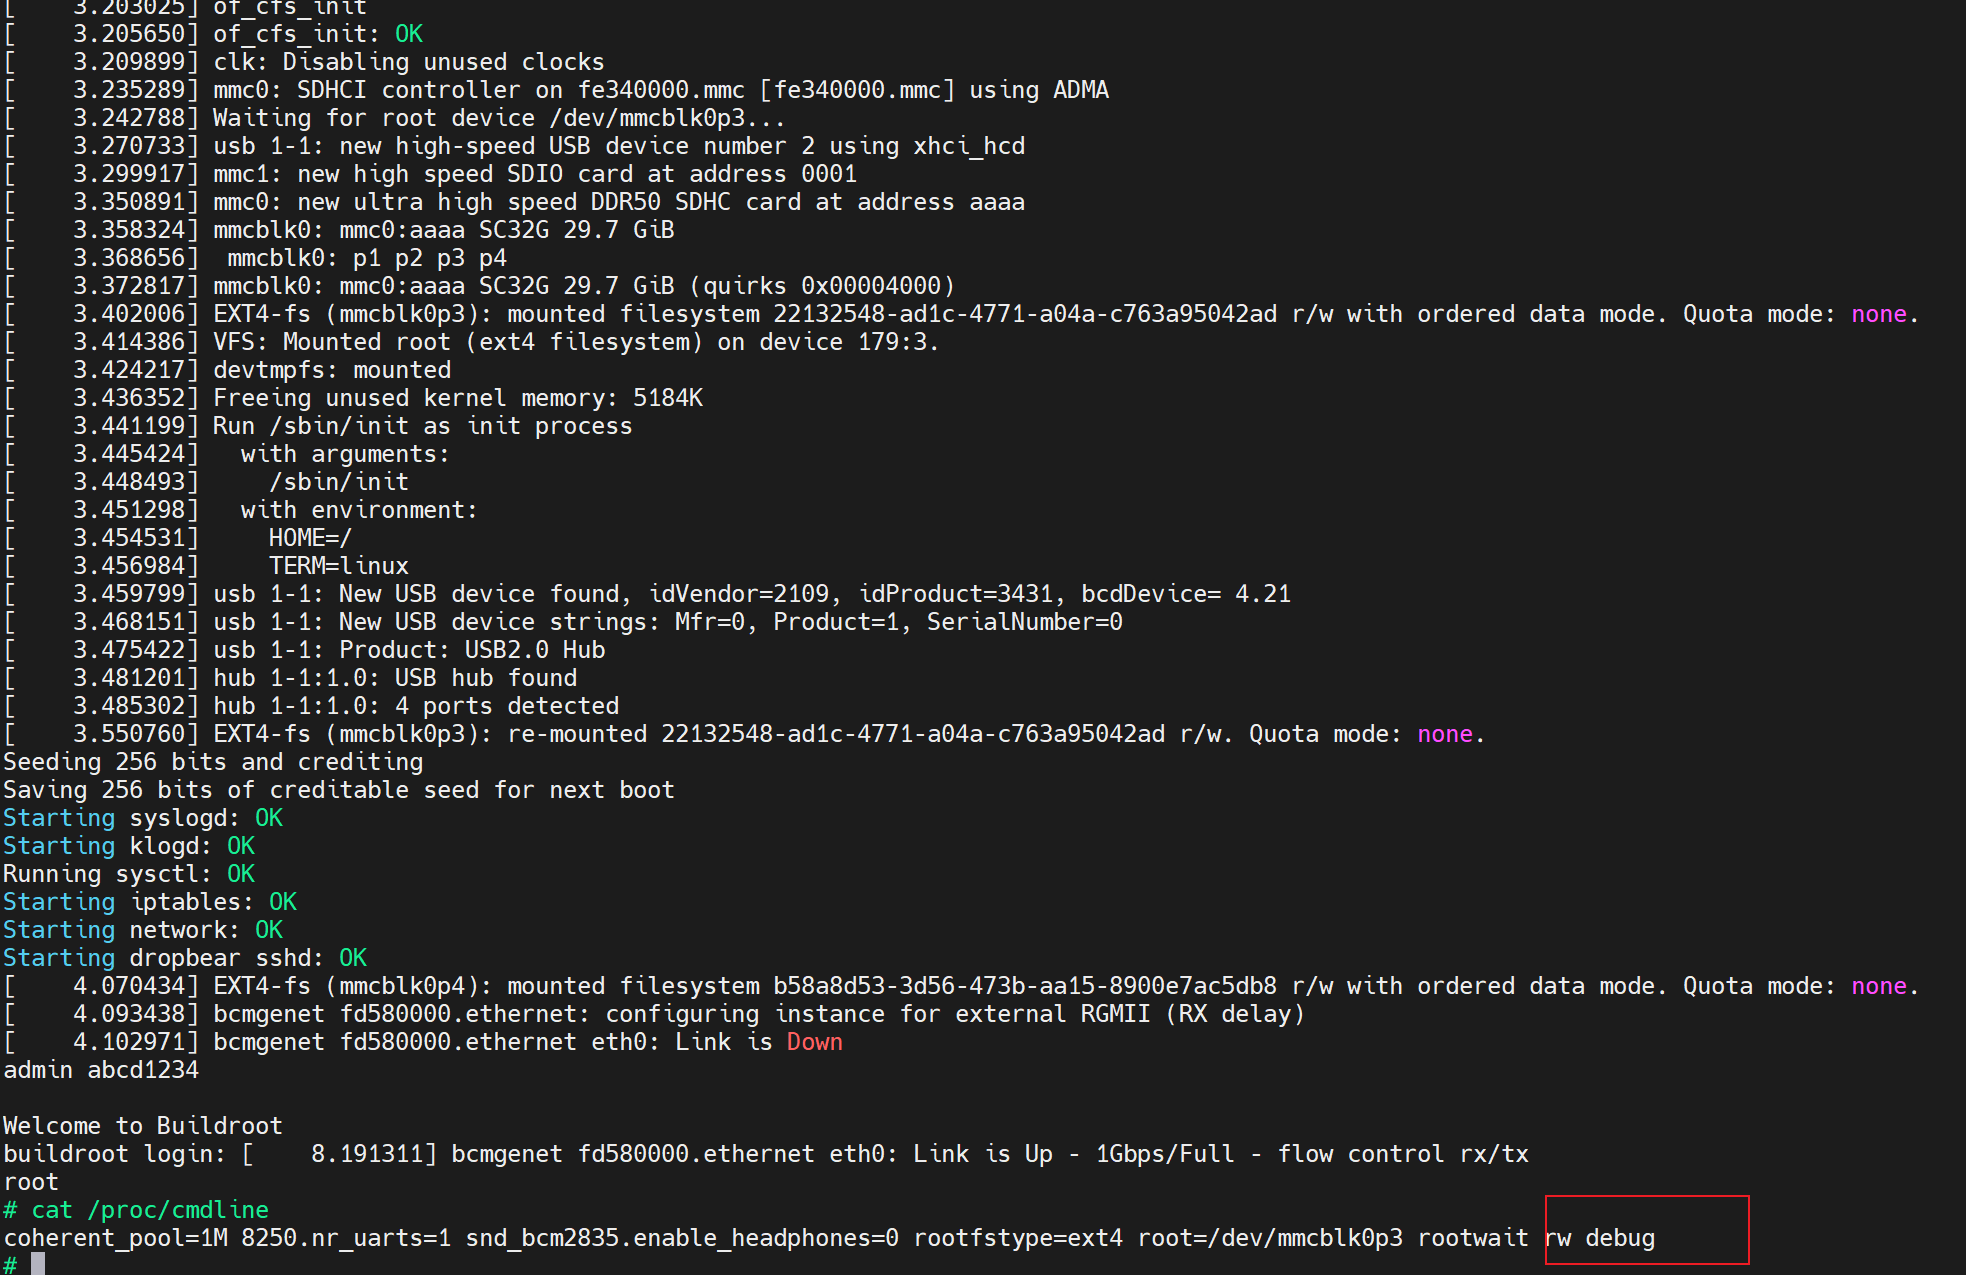 [    3.203025] of_cfs_init
[    3.205650] of_cfs_init: OK
[    3.209899] clk: Disabling unused clocks
[    3.235289] mmc0: SDHCI controller on fe340000.mmc [fe340000.mmc] using ADMA
[    3.242788] Waiting for root device /dev/mmcblk0p3...
[    3.270733] usb 1-1: new high-speed USB device number 2 using xhci_hcd
[    3.299917] mmc1: new high speed SDIO card at address 0001
[    3.350891] mmc0: new ultra high speed DDR50 SDHC card at address aaaa
[    3.358324] mmcblk0: mmc0:aaaa SC32G 29.7 GiB
[    3.368656]  mmcblk0: p1 p2 p3 p4
[    3.372817] mmcblk0: mmc0:aaaa SC32G 29.7 GiB (quirks 0x00004000)
[    3.402006] EXT4-fs (mmcblk0p3): mounted filesystem 22132548-ad1c-4771-a04a-c763a95042ad r/w with ordered data mode. Quota mode: none.
[    3.414386] VFS: Mounted root (ext4 filesystem) on device 179:3.
[    3.424217] devtmpfs: mounted
[    3.436352] Freeing unused kernel memory: 5184K
[    3.441199] Run /sbin/init as init process
[    3.445424]   with arguments:
[    3.448493]     /sbin/init
[    3.451298]   with environment:
[    3.454531]     HOME=/
[    3.456984]     TERM=linux
[    3.459799] usb 1-1: New USB device found, idVendor=2109, idProduct=3431, bcdDevice= 4.21
[    3.468151] usb 1-1: New USB device strings: Mfr=0, Product=1, SerialNumber=0
[    3.475422] usb 1-1: Product: USB2.0 Hub
[    3.481201] hub 1-1:1.0: USB hub found
[    3.485302] hub 1-1:1.0: 4 ports detected
[    3.550760] EXT4-fs (mmcblk0p3): re-mounted 22132548-ad1c-4771-a04a-c763a95042ad r/w. Quota mode: none.
Seeding 256 bits and crediting
Saving 256 bits of creditable seed for next boot
Starting syslogd: OK
Starting klogd: OK
Running sysctl: OK
Starting iptables: OK
Starting network: OK
Starting dropbear sshd: OK
[    4.070434] EXT4-fs (mmcblk0p4): mounted filesystem b58a8d53-3d56-473b-aa15-8900e7ac5db8 r/w with ordered data mode. Quota mode: none.
[    4.093438] bcmgenet fd580000.ethernet: configuring instance for external RGMII (RX delay)
[    4.102971] bcmgenet fd580000.ethernet eth0: Link is Down
admin abcd1234
Welcome to Buildroot
buildroot login: [    8.191311] bcmgenet fd580000.ethernet eth0: Link is Up - 1Gbps/Full - flow control rx/tx
root
# cat /proc/cmdline
coherent_pool=1M 8250.nr_uarts=1 snd_bcm2835.enable_headphones=0 rootfstype=ext4 root=/dev/mmcblk0p3 rootwait rw debug
#